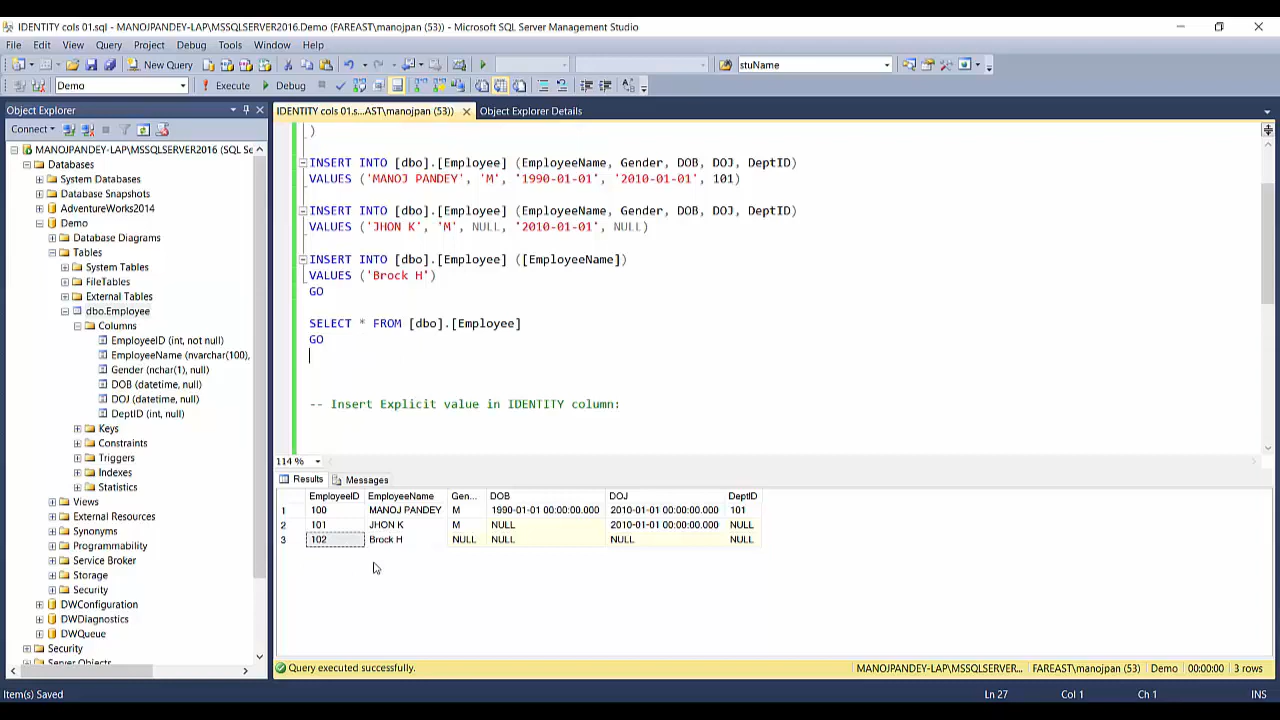 IDENTITY cols 01.sql - MANOJPANDEY-LAP\MSSQLSERVER2016.Demo (FAREAST\manojpan (53)) - Microsoft SQL Server Management Studio
File Edit View Query Project Debug Tools Window Help
New Query stuName
Demo Execute Debug
Object Explorer
Connect
MANOJPANDEY-LAP\MSSQLSERVER2016 (SQL Se
Databases
System Databases
Database Snapshots
AdventureWorks2014
Demo
Database Diagrams
Tables
System Tables
FileTables
External Tables
dbo.Employee
Columns
EmployeeID (int, not null)
EmployeeName (nvarchar(100),
Gender (nchar(1), null)
DOB (datetime, null)
DOJ (datetime, null)
DeptID (int, null)
Keys
Constraints
Triggers
Indexes
Statistics
Views
External Resources
Synonyms
Programmability
Service Broker
Storage
Security
DWConfiguration
DWDiagnostics
DWQueue
Security
Server Objects
IDENTITY cols 01.s...AST\manojpan (53)) Object Explorer Details
)
INSERT INTO [dbo].[Employee] (EmployeeName, Gender, DOB, DOJ, DeptID)
VALUES ('MANOJ PANDEY', 'M', '1990-01-01', '2010-01-01', 101)
INSERT INTO [dbo].[Employee] (EmployeeName, Gender, DOB, DOJ, DeptID)
VALUES ('JHON K', 'M', NULL, '2010-01-01', NULL)
INSERT INTO [dbo].[Employee] ([EmployeeName])
VALUES ('Brock H')
GO
SELECT * FROM [dbo].[Employee]
GO
-- Insert Explicit value in IDENTITY column:
114 %
Results Messages
EmployeeID EmployeeName Gen... DOB DOJ DeptID
1 100 MANOJ PANDEY M 1990-01-01 00:00:00.000 2010-01-01 00:00:00.000 101
2 101 JHON K M NULL 2010-01-01 00:00:00.000 NULL
3 102 Brock H NULL NULL NULL NULL
Query executed successfully. MANOJPANDEY-LAP\MSSQLSERVER... FAREAST\manojpan (53) Demo 00:00:00 3 rows
Item(s) Saved Ln 27 Col 1 Ch 1 INS